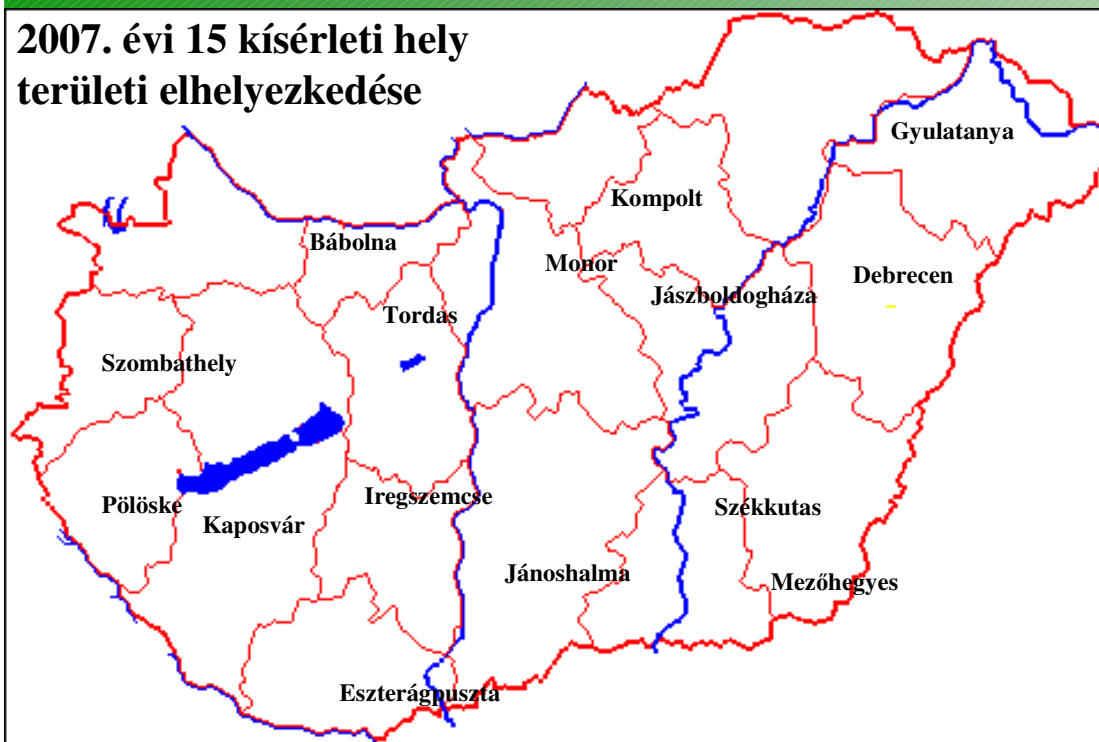 2007. évi 15 kísérleti hely
területi elhelyezkedése
Gyulatanya
Kompolt
Bábolna
Monor
Debrecen
Jászboldogháza
Tordas
Szombathely
Iregszemcse
Pölöske
Székkutas
Kaposvár
Jánoshalma
Mezőhegyes
Eszterágpuszta